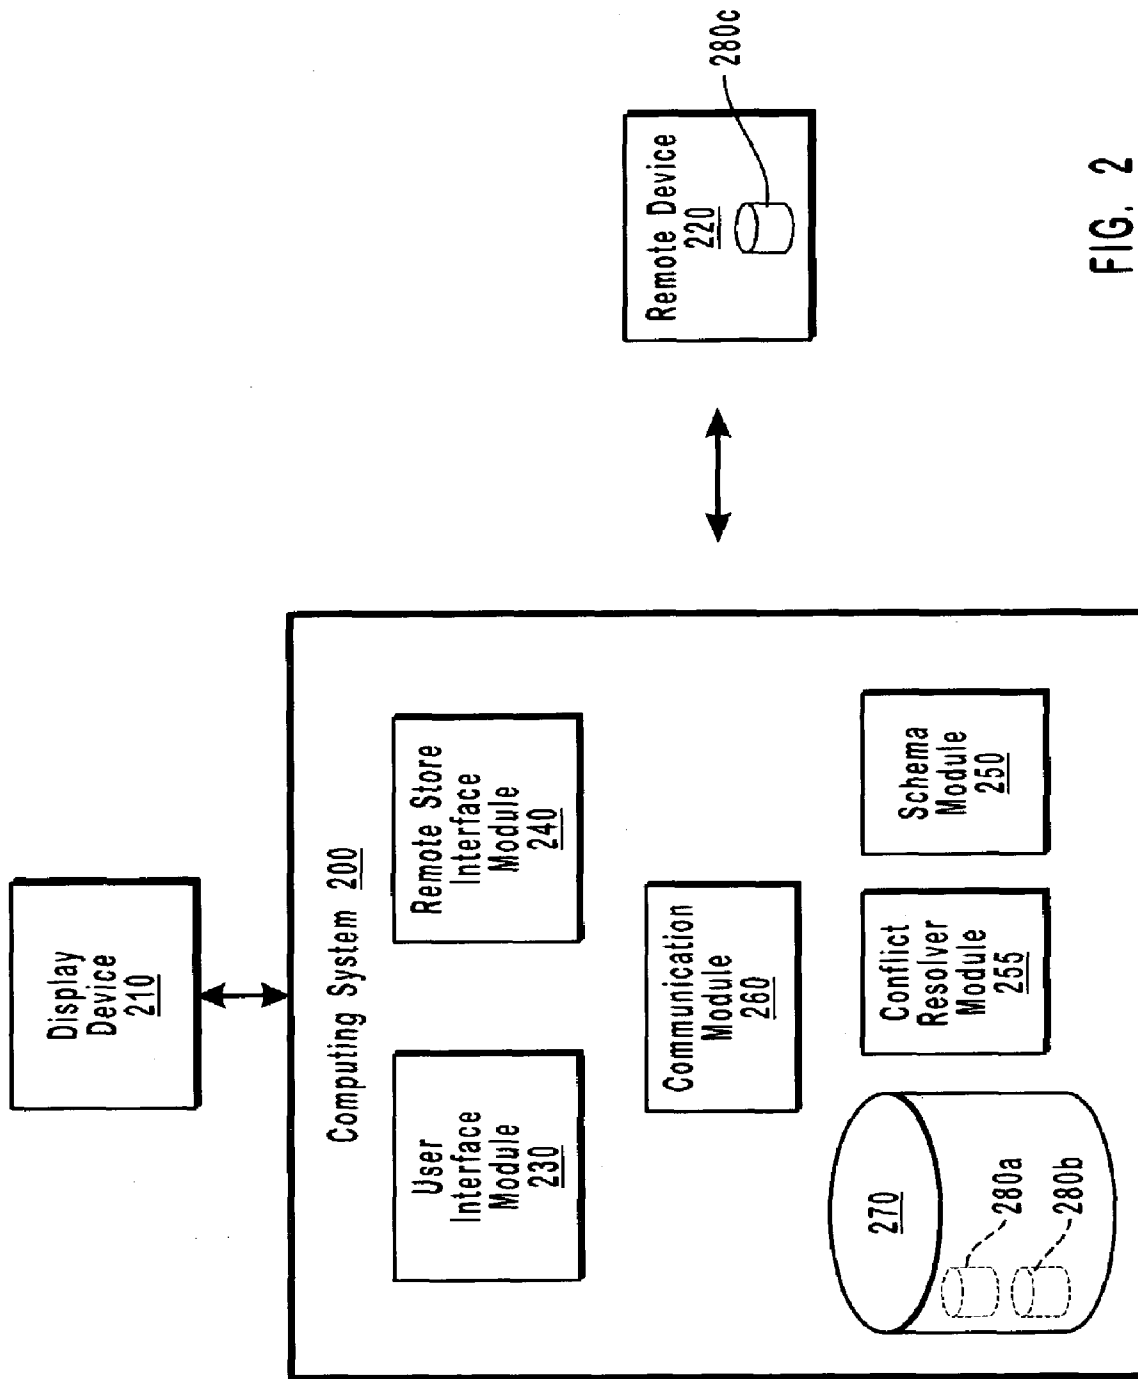 Display
Device
210
Computing System 200
User
Interface
Module
230
Remote Store
Interface
Module
240
Communication
Module
260
270
280a
280b
Conflict
Resolver
Module
255
Schema
Module
250
Remote Device
220
280c
FIG. 2